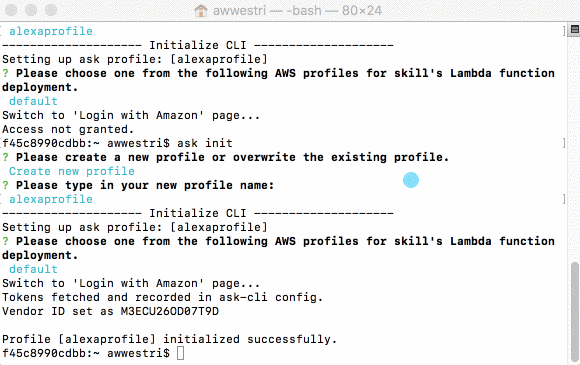 awwestri — -bash — 80×24
[ alexaprofile ]
-------------------- Initialize CLI --------------------
Setting up ask profile: [alexaprofile]
? Please choose one from the following AWS profiles for skill's Lambda function
deployment.
default
Switch to 'Login with Amazon' page...
Access not granted.
[f45c8990cdbb:~ awwestri$ ask init ]
? Please create a new profile or overwrite the existing profile.
Create new profile
? Please type in your new profile name:
[ alexaprofile ]
-------------------- Initialize CLI --------------------
Setting up ask profile: [alexaprofile]
? Please choose one from the following AWS profiles for skill's Lambda function
deployment.
default
Switch to 'Login with Amazon' page...
Tokens fetched and recorded in ask-cli config.
Vendor ID set as M3ECU26OD07T9D
Profile [alexaprofile] initialized successfully.
f45c8990cdbb:~ awwestri$